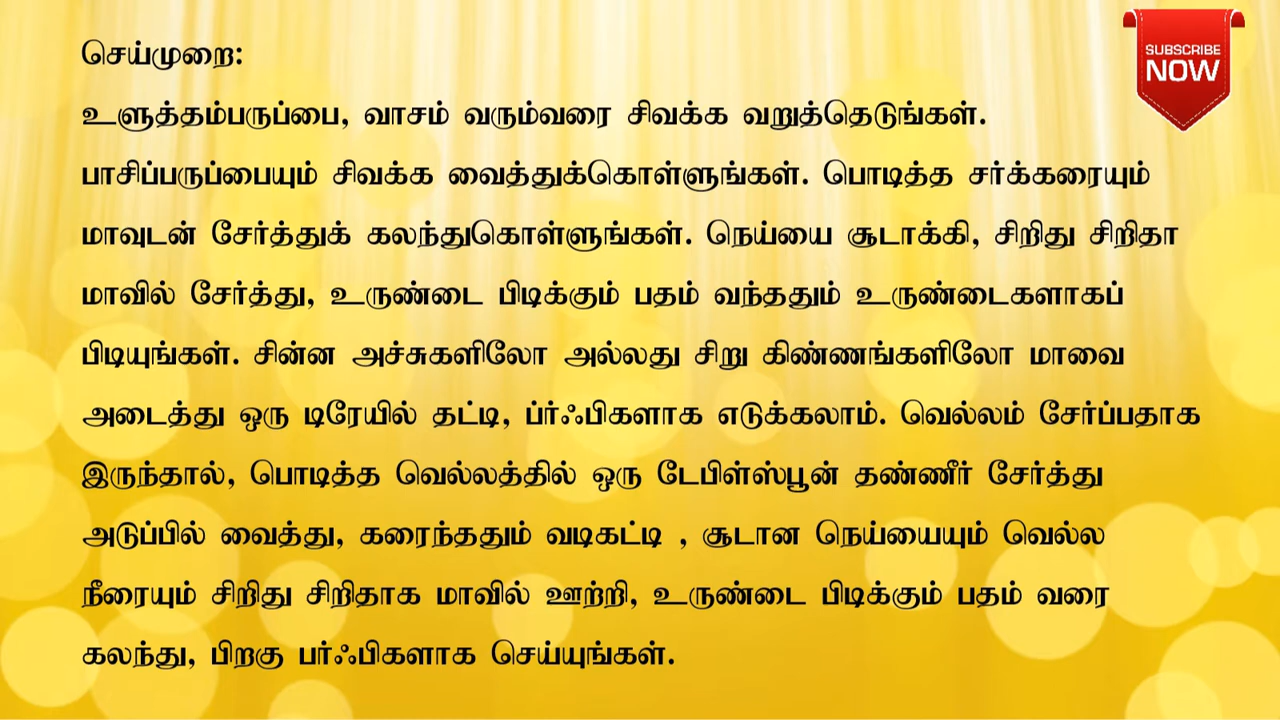 செய்முறை:
SUBSCRIBE
NOW
உளுத்தம்பருப்பை, வாசம் வரும்வரை சிவக்க வறுத்தெடுங்கள்.
பாசிப்பருப்பையும் சிவக்க வைத்துக்கொள்ளுங்கள். பொடித்த சர்க்கரையும்
மாவுடன் சேர்த்துக் கலந்துகொள்ளுங்கள். நெய்யை சூடாக்கி, சிறிது சிறிதா
மாவில் சேர்த்து, உருண்டை பிடிக்கும் பதம் வந்ததும் உருண்டைகளாகப்
பிடியுங்கள். சின்ன அச்சுகளிலோ அல்லது சிறு கிண்ணங்களிலோ மாவை
அடைத்து ஒரு டிரேயில் தட்டி, ப்ர்ஃபிகளாக எடுக்கலாம். வெல்லம் சேர்ப்பதாக
இருந்தால், பொடித்த வெல்லத்தில் ஒரு டேபிள்ஸ்பூன் தண்ணீர் சேர்த்து
அடுப்பில் வைத்து, கரைந்ததும் வடிகட்டி , சூடான நெய்யையும் வெல்ல
நீரையும் சிறிது சிறிதாக மாவில் ஊற்றி, உருண்டை பிடிக்கும் பதம் வரை
கலந்து, பிறகு பர்ஃபிகளாக செய்யுங்கள்.